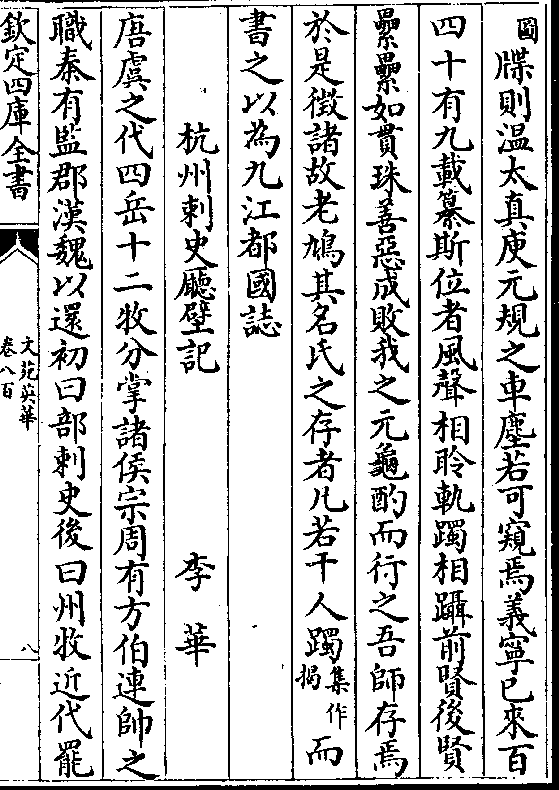 圖牒則温太真庾元規之車塵若可窺焉義寧已來百
四十有九載纂斯位者風聲相聆軌躅相躡前賢後賢
纍纍如貫珠善惡成敗我之元龜酌而行之吾師存焉
於是徵諸故老鳩其名氏之存者凡若干人躅集作揭而
書之以為九江都國誌
杭州刺史廳壁記 李華
唐虞之代四岳十二牧分掌諸侯宗周有方伯連帥之
職秦有監郡漢魏以還初曰部刺史後曰州牧近代罷
欽定四庫全書
文苑英華
卷八百
八